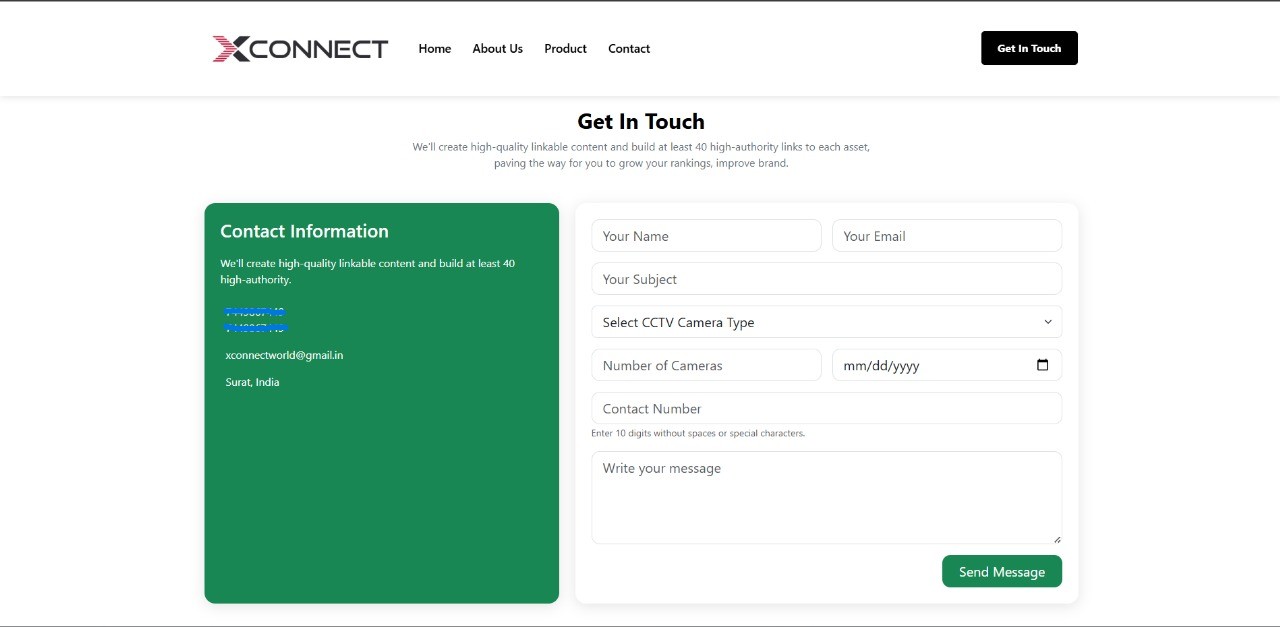 XCONNECT
Home
About Us
Product
Contact
Get In Touch
Get In Touch
We'll create high-quality linkable content and build at least 40 high-authority links to each asset,
paving the way for you to grow your rankings, improve brand.
Contact Information
We'll create high-quality linkable content and build at least 40
high-authority.
xconnectworld@gmail.in
Surat, India
Your Name
Your Email
Your Subject
Select CCTV Camera Type
Number of Cameras
mm/dd/yyyy
Contact Number
Enter 10 digits without spaces or special characters.
Write your message
Send Message